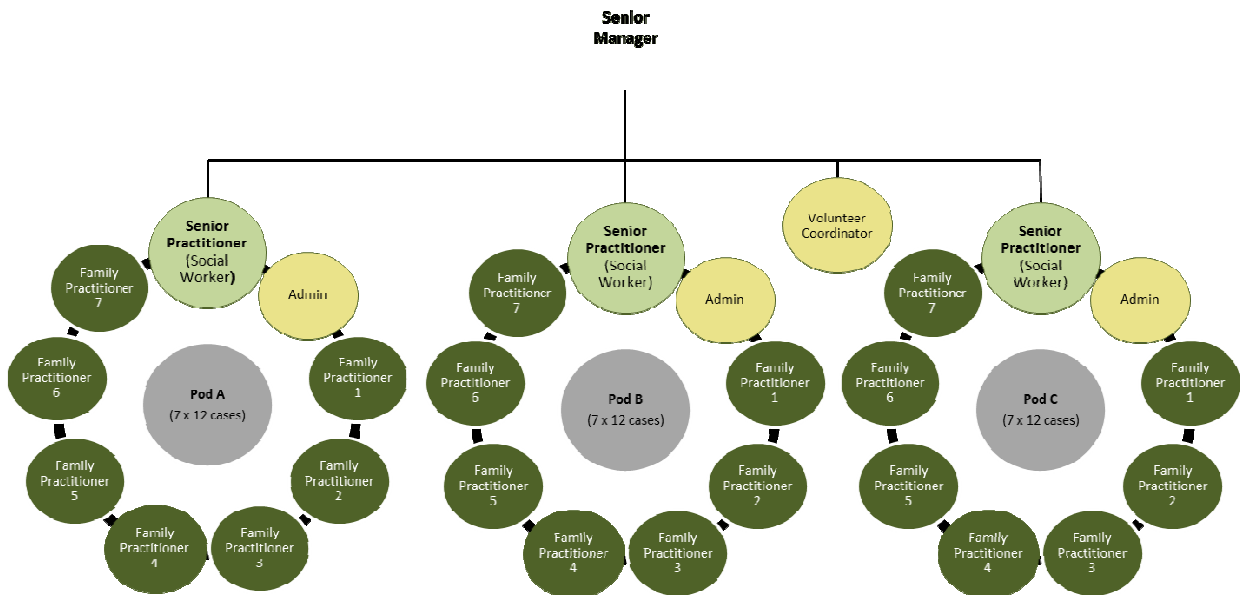 Senior
Manager
Senior
Practitioner
(Social
Worker)
Admin
Family
Practitioner
1
Family
Practitioner
2
Family
Practitioner
3
Family
Practitioner
4
Family
Practitioner
5
Family
Practitioner
6
Family
Practitioner
7
Pod A
(7 x 12 cases)
Senior
Practitioner
(Social
Worker)
Admin
Family
Practitioner
1
Family
Practitioner
2
Family
Practitioner
3
Family
Practitioner
4
Family
Practitioner
5
Family
Practitioner
6
Family
Practitioner
7
Pod B
(7 x 12 cases)
Volunteer
Coordinator
Senior
Practitioner
(Social
Worker)
Admin
Family
Practitioner
1
Family
Practitioner
2
Family
Practitioner
3
Family
Practitioner
4
Family
Practitioner
5
Family
Practitioner
6
Family
Practitioner
7
Pod C
(7 x 12 cases)